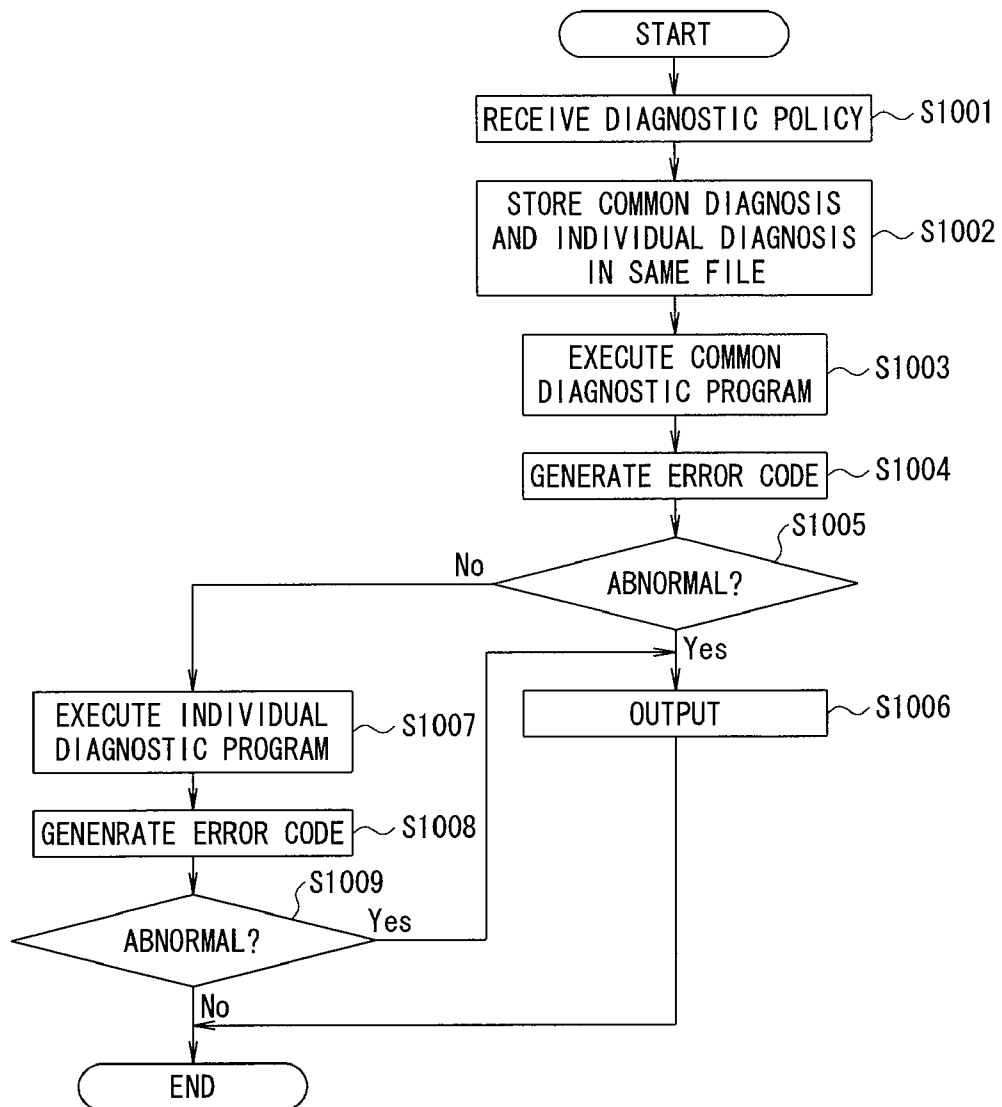 START
RECEIVE DIAGNOSTIC POLICY
S1001
STORE COMMON DIAGNOSIS
AND INDIVIDUAL DIAGNOSIS
IN SAME FILE
S1002
EXECUTE COMMON
DIAGNOSTIC PROGRAM
S1003
GENERATE ERROR CODE
S1004
S1005
ABNORMAL?
No
Yes
OUTPUT
S1006
EXECUTE INDIVIDUAL
DIAGNOSTIC PROGRAM
S1007
GENENRATE ERROR CODE
S1008
S1009
ABNORMAL?
Yes
No
END